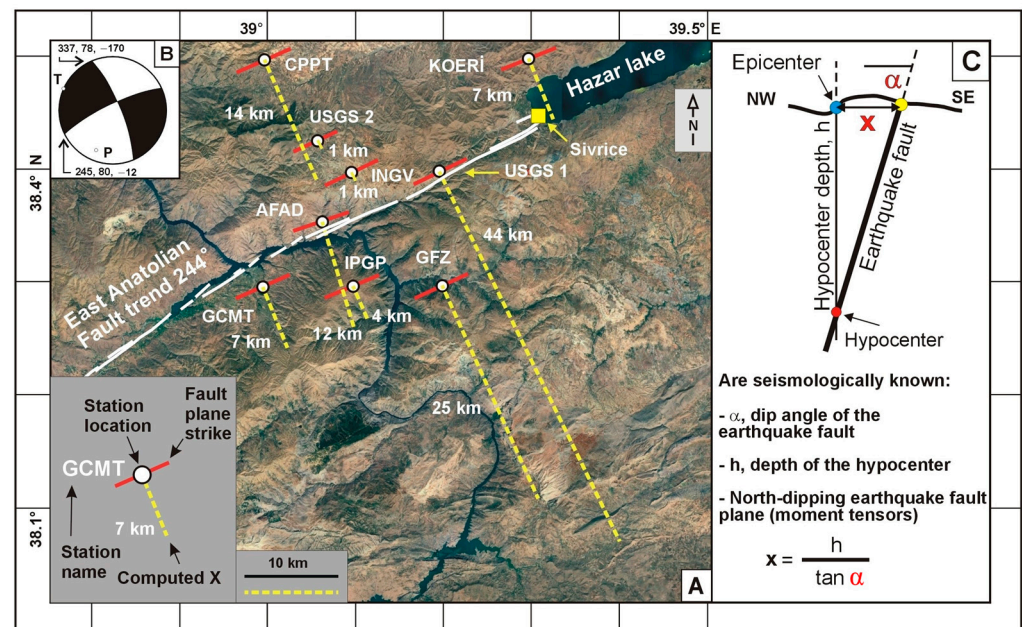 39°
39.5° E
38.4° N
38.1°
B
337, 78, −170
T
P
245, 80, −12
CPPT
14 km
KOERİ
7 km
Hazar lake
N
USGS 2
1 km
INGV
1 km
Sivrice
USGS 1
AFAD
44 km
IPGP
GFZ
East Anatolian
Fault trend 244°
GCMT
7 km
12 km
4 km
25 km
Station
location
Fault
plane
strike
GCMT
7 km
Station
name
Computed X
10 km
A
C
Epicenter
α
NW
SE
x
Hypocenter depth, h
Earthquake fault
Hypocenter
Are seismologically known:
- α, dip angle of the
earthquake fault
- h, depth of the hypocenter
- North-dipping earthquake fault
plane (moment tensors)
x = h
tan α